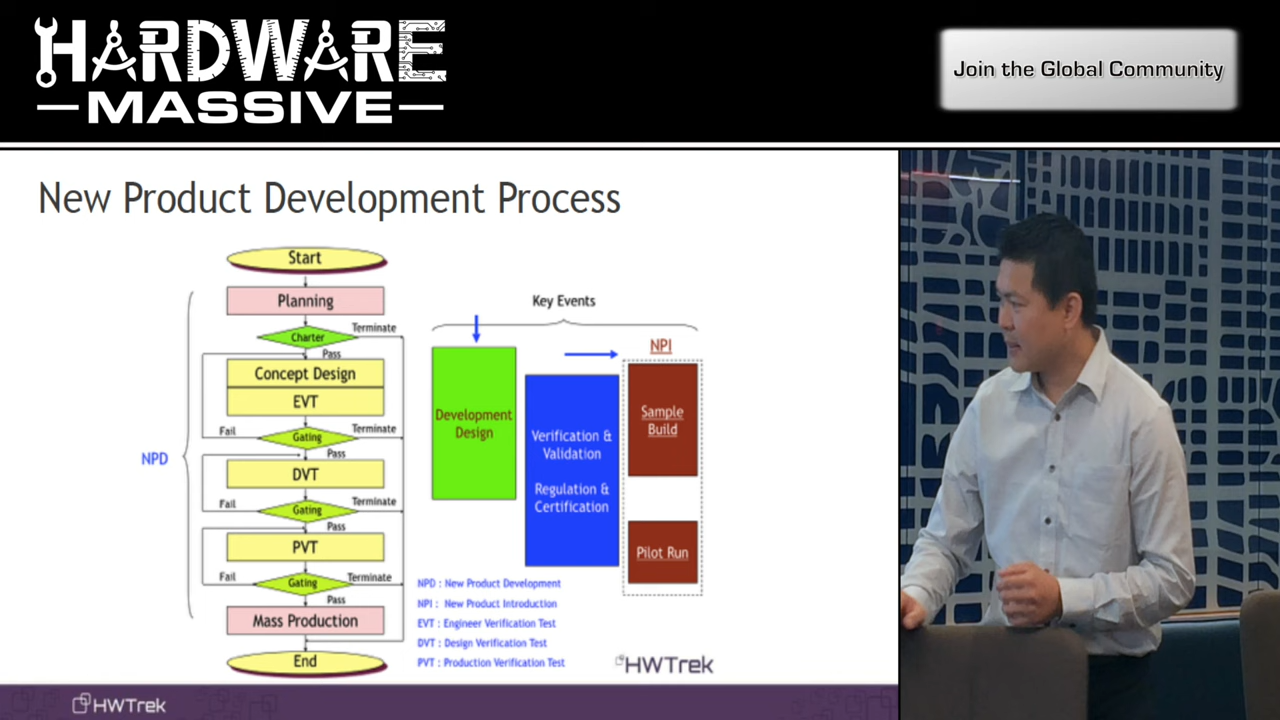 HARDWARE
MASSIVE
Join the Global Community
New Product Development Process
Start
Planning
Charter
Terminate
Pass
Concept Design
EVT
Fail
Gating
Terminate
Pass
DVT
Fail
Gating
Terminate
Pass
PVT
Fail
Gating
Terminate
Pass
Mass Production
End
NPD
Key Events
NPI
Development
Design
Verification &
Validation
Regulation &
Certification
Sample
Build
Pilot Run
NPD : New Product Development
NPI : New Product Introduction
EVT : Engineer Verification Test
DVT : Design Verification Test
PVT : Production Verification Test
HWTrek
HWTrek